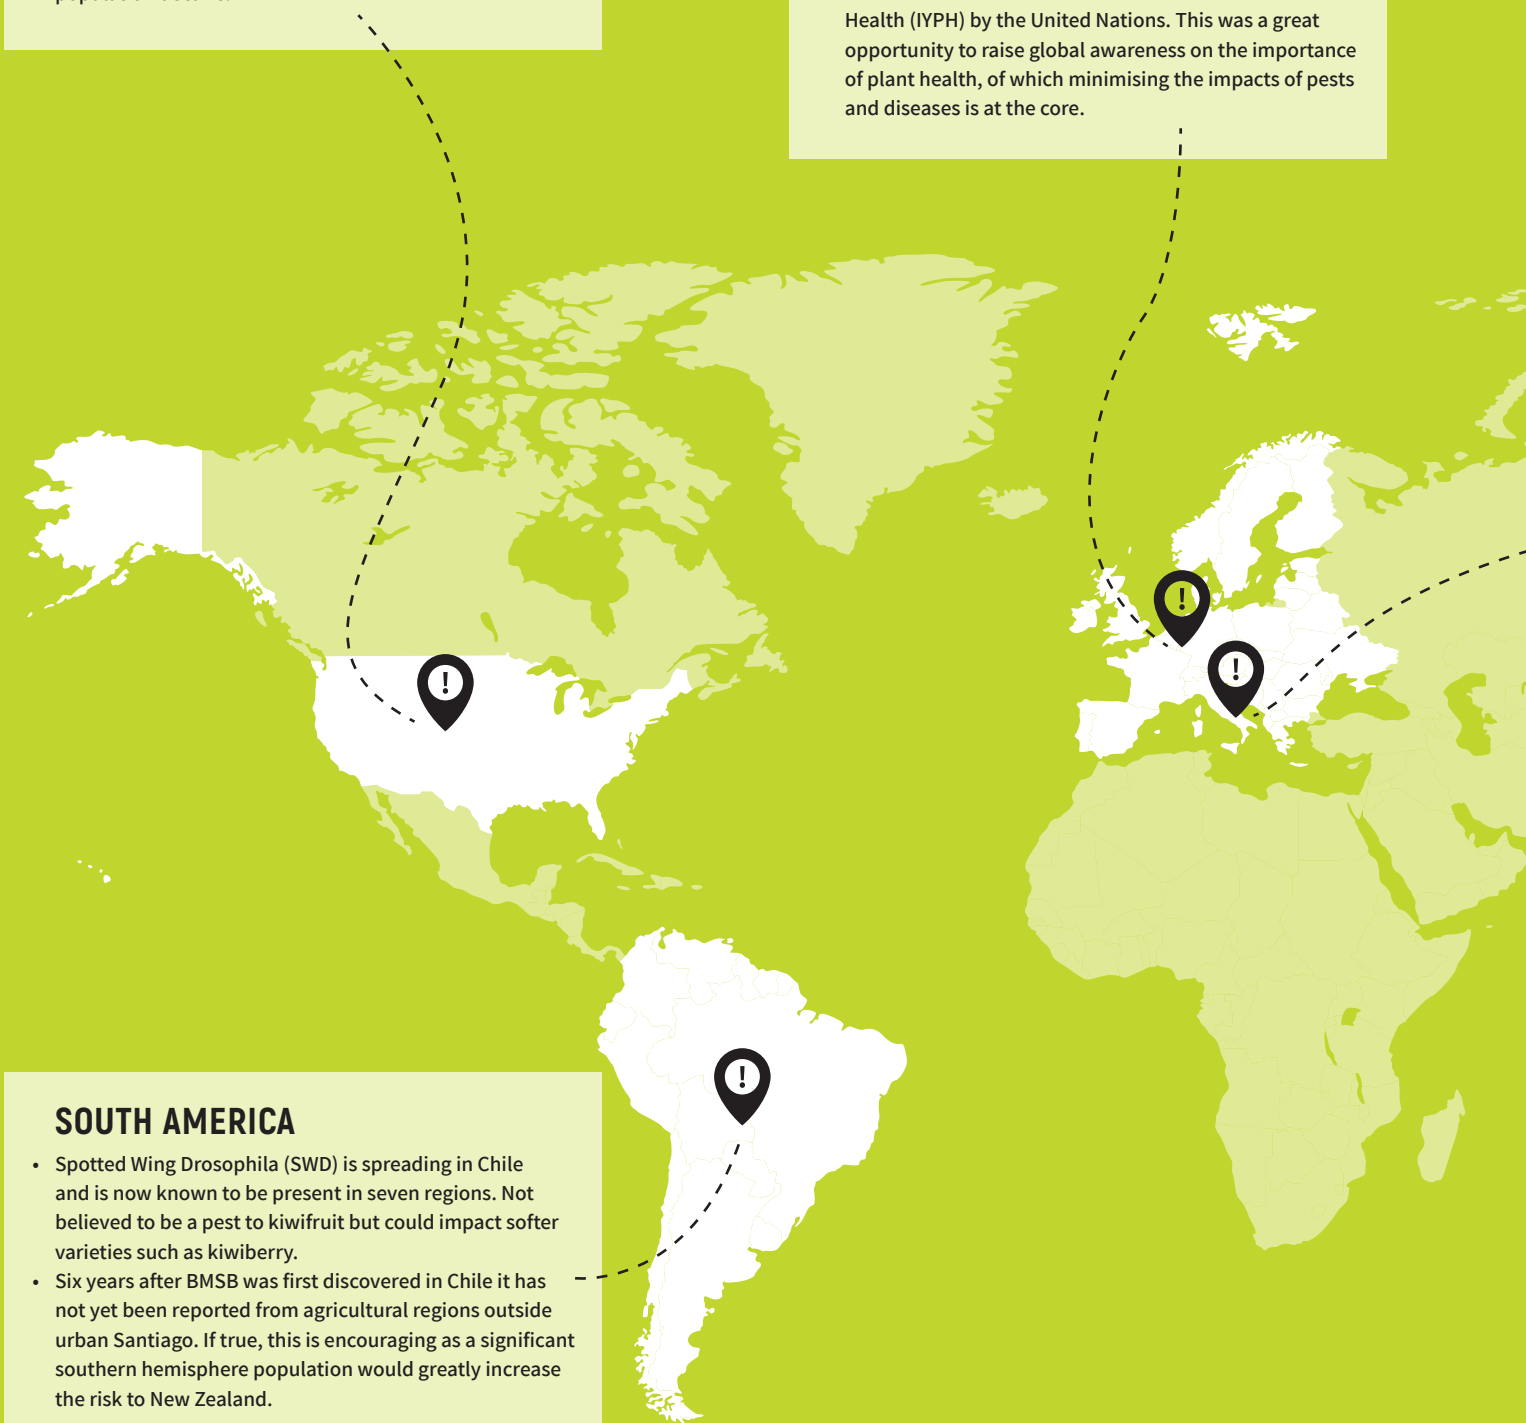 Health (IYPH) by the United Nations. This was a great
opportunity to raise global awareness on the importance
of plant health, of which minimising the impacts of pests
and diseases is at the core.
!
!
!
!
SOUTH AMERICA
• Spotted Wing Drosophila (SWD) is spreading in Chile
and is now known to be present in seven regions. Not
believed to be a pest to kiwifruit but could impact softer
varieties such as kiwiberry.
• Six years after BMSB was first discovered in Chile it has
not yet been reported from agricultural regions outside
urban Santiago. If true, this is encouraging as a significant
southern hemisphere population would greatly increase
the risk to New Zealand.